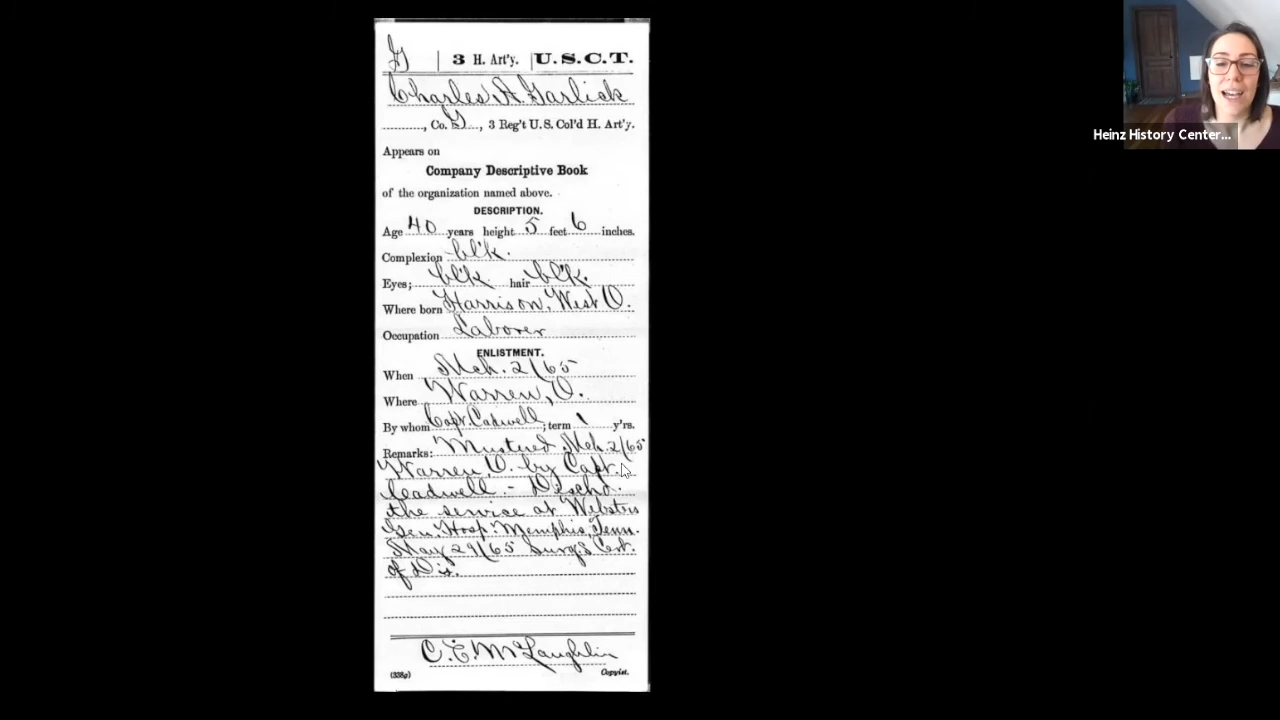 G | 3 H. Art'y. | U.S.C.T.
Charles A Garlick
........, Co. G...., 3 Reg't U. S. Col'd H. Art'y.
Appears on
Company Descriptive Book
of the organization named above.
DESCRIPTION.
Age 40 years height 5 feet 6 inches.
Complexion blk.
Eyes; blk hair blk.
Where born Harrison, West O.
Occupation Laborer
ENLISTMENT.
When Mch. 2/65
Where Warren, O.
By whom Capt. Cadwell; term 1 y'rs.
Remarks: Mustered Mch. 2/65
Warren, O. by Capt.
Cadwell - Dischd.
the service at Websters
Gen. Hosp. Memphis, Tenn.
May 29/65 Surg's Cert.
of Dis.
C. E. McLaughlin
(338g) Copyist.
Heinz History Center...